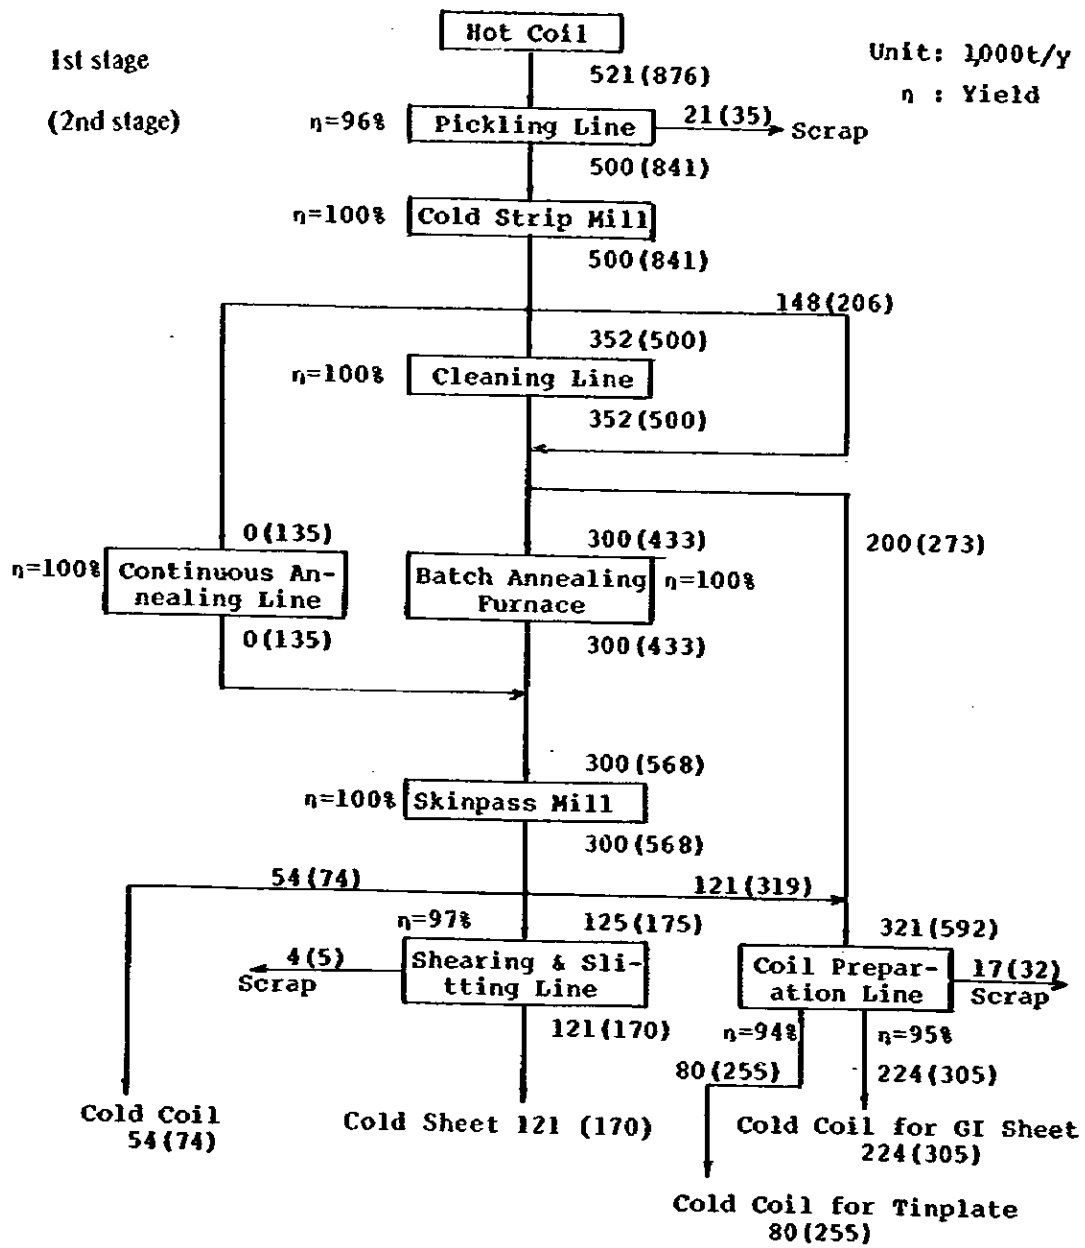 Hot Coil
1st stage
Unit: 1,000t/y
521(876)
η : Yield
(2nd stage)
η=96%
Pickling Line
21(35)
Scrap
500(841)
η=100%
Cold Strip Mill
500(841)
148(206)
352(500)
η=100%
Cleaning Line
352(500)
0(135)
300(433)
200(273)
η=100%
Continuous An-
nealing Line
Batch Annealing
Furnace
η=100%
0(135)
300(433)
300(568)
η=100%
Skinpass Mill
300(568)
54(74)
121(319)
η=97%
125(175)
321(592)
4(5)
Scrap
Shearing & Sli-
tting Line
Coil Prepar-
ation Line
17(32)
Scrap
121(170)
η=94%
η=95%
80(255)
224(305)
Cold Coil
54(74)
Cold Sheet 121 (170)
Cold Coil for GI Sheet
224(305)
Cold Coil for Tinplate
80(255)